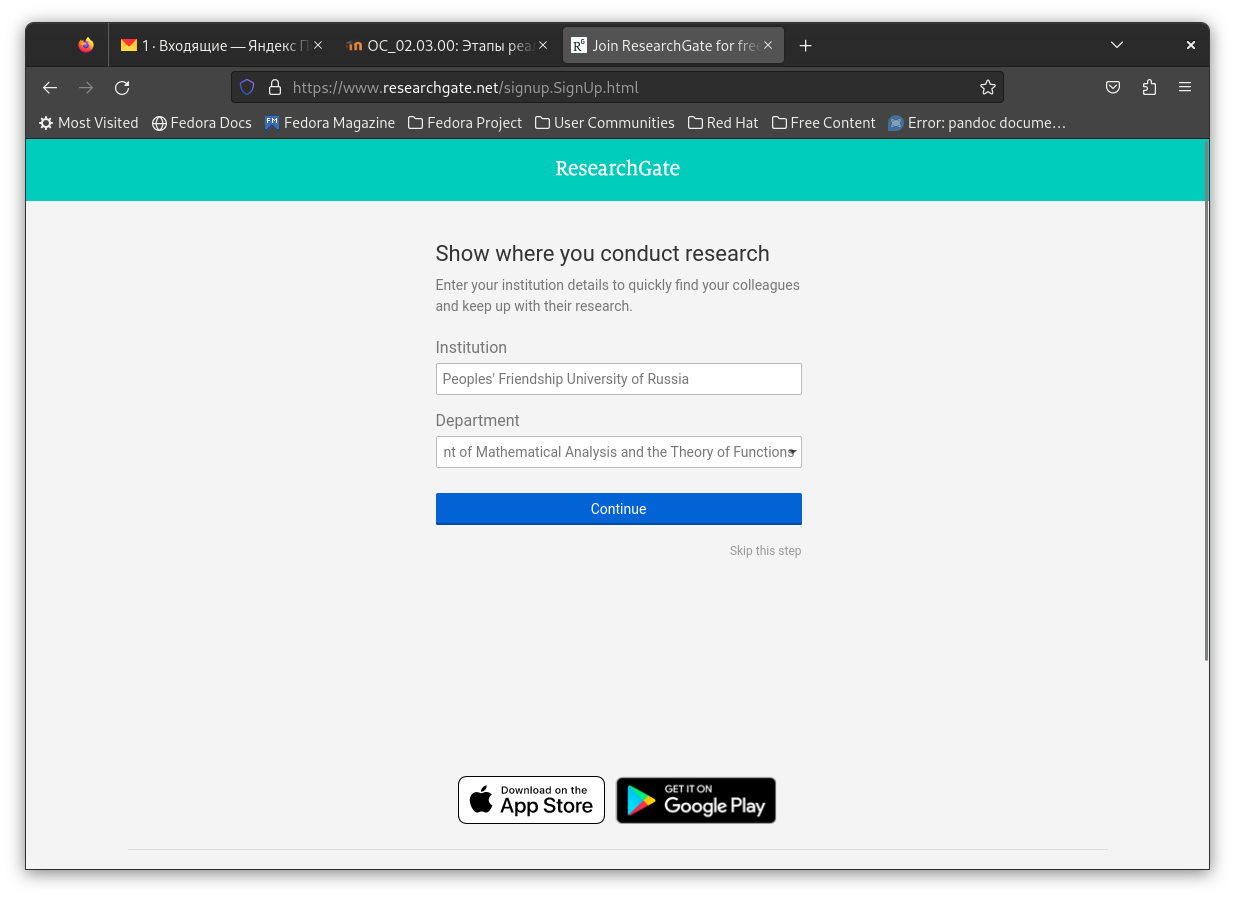 1 · Входящие — Яндекс П
ОС_02.03.00: Этапы реа
Join ResearchGate for free
https://www.researchgate.net/signup.SignUp.html
Most Visited
Fedora Docs
FM
Fedora Magazine
Fedora Project
User Communities
Red Hat
Free Content
Error: pandoc docume…
ResearchGate
Show where you conduct research
Enter your institution details to quickly find your colleagues
and keep up with their research.
Institution
Peoples' Friendship University of Russia
Department
nt of Mathematical Analysis and the Theory of Functions
Continue
Skip this step
Download on the
App Store
GET IT ON
Google Play